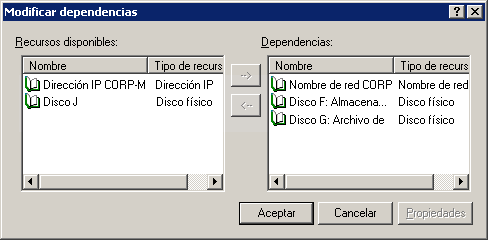 Modificar dependencias
Recursos disponibles:
Dependencias:
Nombre Tipo de recurs
Dirección IP CORP-M Dirección IP
Disco J Disco físico
Nombre Tipo de recurs
Nombre de red CORP Nombre de red
Disco F: Almacena... Disco físico
Disco G: Archivo de Disco físico
-->
<--
Aceptar Cancelar Propiedades